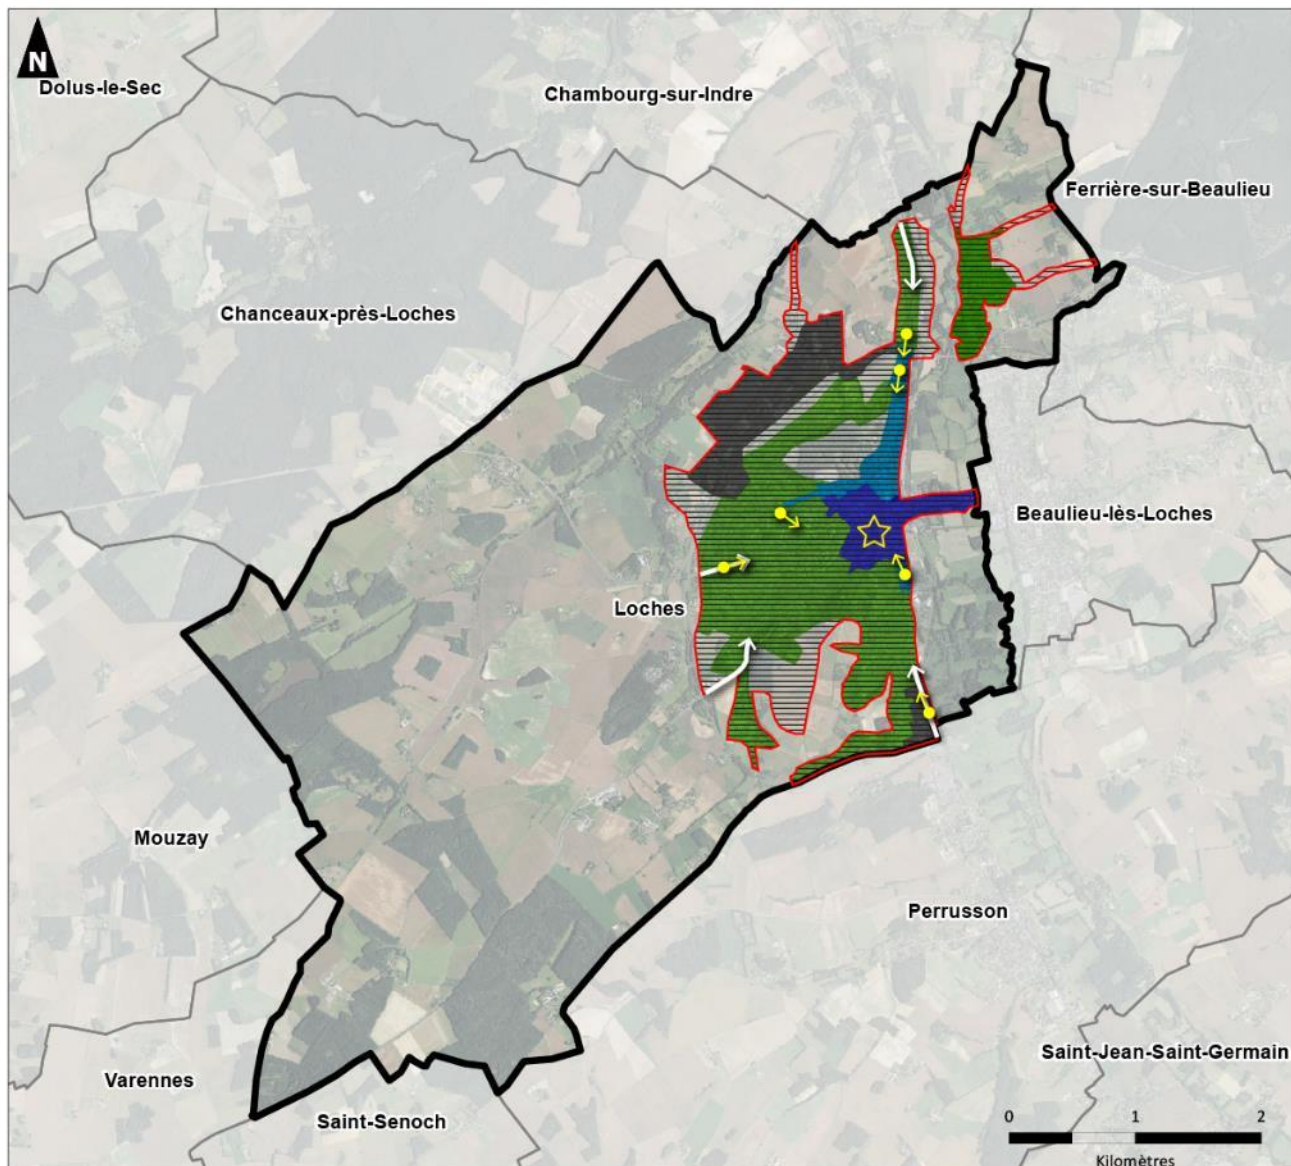 N
Dolus-le-Sec
Chambourg-sur-Indre
Ferrière-sur-Beaulieu
Chanceaux-près-Loches
Beaulieu-lès-Loches
Loches
Mouzay
Perrusson
Saint-Jean-Saint-Germain
Varennes
Saint-Senoch
0 1 2
Kilomètres